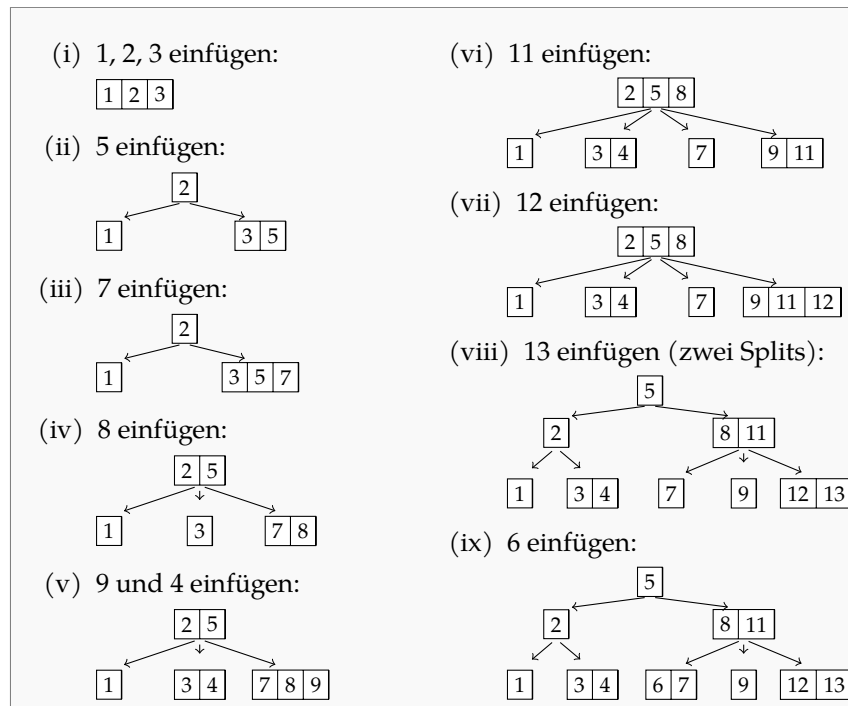 (i) 1, 2, 3 einfügen:
1 2 3
(ii) 5 einfügen:
2
1 3 5
(iii) 7 einfügen:
2
1 3 5 7
(iv) 8 einfügen:
2 5
1 3 7 8
(v) 9 und 4 einfügen:
2 5
1 3 4 7 8 9
(vi) 11 einfügen:
2 5 8
1 3 4 7 9 11
(vii) 12 einfügen:
2 5 8
1 3 4 7 9 11 12
(viii) 13 einfügen (zwei Splits):
5
2 8 11
1 3 4 7 9 12 13
(ix) 6 einfügen:
5
2 8 11
1 3 4 6 7 9 12 13